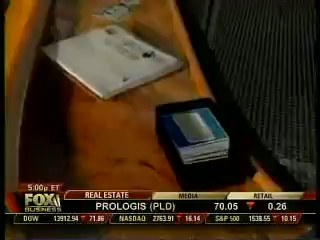 5:00p ET
FOX
BUSINESS
REAL ESTATE
MEDIA
RETAIL
PROLOGIS (PLD) 70.05 ▼ 0.26
DOW 13912.94 ▼ 71.86 NASDAQ 2763.91 ▼ 16.14 S&P 500 1538.55 ▼ 10.15